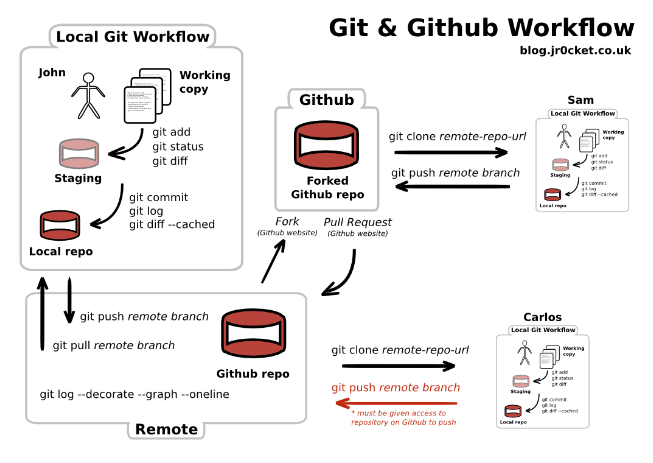 Git & Github Workflow
blog.jr0cket.co.uk
Local Git Workflow
John
Working
copy
git add
git status
git diff
Staging
git commit
git log
git diff --cached
Local repo
Github
Forked
Github repo
git clone remote-repo-url
git push remote branch
Sam
Local Git Workflow
Working
copy
git add
git status
git diff
Staging
git commit
git log
git diff --cached
Local repo
Fork
(Github website)
Pull Request
(Github website)
git push remote branch
git pull remote branch
Github repo
git log --decorate --graph --oneline
Remote
git clone remote-repo-url
git push remote branch
* must be given access to
repository on Github to push
Carlos
Local Git Workflow
Working
copy
git add
git status
git diff
Staging
git commit
git log
git diff --cached
Local repo